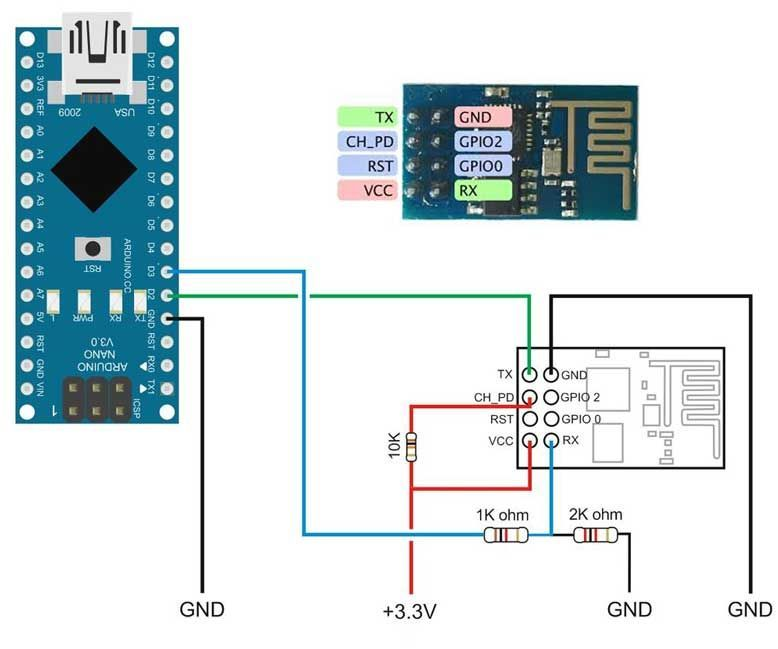 D13
D12
3V3
D11
REF
D10
2009
USA
A0
D9
A1
D8
A2
D7
A3
D6
A4
D5
A5
D4
A6
D3
A7
D2
5V
GND
RST
RST
GND
RX0
VIN
TX1
RST
ARDUINO.CC
L
PWR
RX
TX
ARDUINO
NANO
V3.0
ICSP
1
TX
GND
CH_PD
GPIO2
RST
GPIO0
VCC
RX
TX
GND
CH_PD
GPIO 2
RST
GPIO 0
VCC
RX
10K
1K ohm
2K ohm
GND
+3.3V
GND
GND